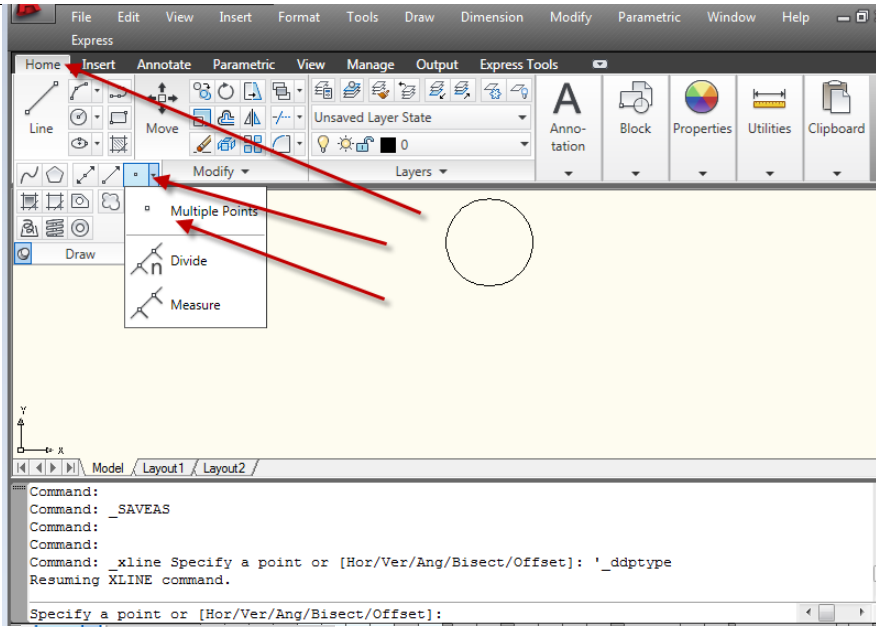 File Edit View Insert Format Tools Draw Dimension Modify Parametric Window Help
Express
Home Insert Annotate Parametric View Manage Output Express Tools
Unsaved Layer State
Line
Move
0
Anno-
tation
Block
Properties
Utilities
Clipboard
Modify
Layers
Draw
Multiple Points
Divide
Measure
Y
X
Model Layout1 Layout2
Command:
Command: _SAVEAS
Command:
Command:
Command: _xline Specify a point or [Hor/Ver/Ang/Bisect/Offset]: '_ddptype
Resuming XLINE command.
Specify a point or [Hor/Ver/Ang/Bisect/Offset]: